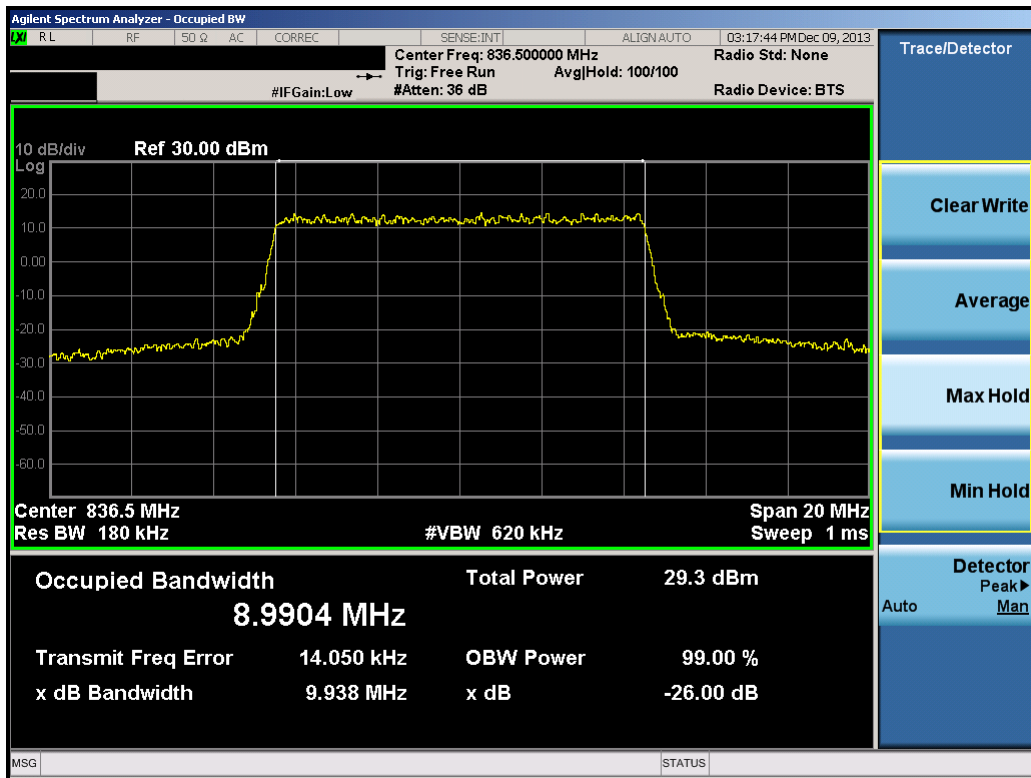 Agilent Spectrum Analyzer - Occupied BW
LXI RL RF 50 Ω AC CORREC SENSE:INT ALIGN AUTO 03:17:44 PM Dec 09, 2013
Center Freq: 836.500000 MHz Radio Std: None
Trig: Free Run Avg|Hold: 100/100
#IFGain:Low #Atten: 36 dB Radio Device: BTS
10 dB/div Ref 30.00 dBm
Log
20.0
10.0
0.00
-10.0
-20.0
-30.0
-40.0
-50.0
-60.0
Center 836.5 MHz Span 20 MHz
Res BW 180 kHz #VBW 620 kHz Sweep 1 ms
Occupied Bandwidth Total Power 29.3 dBm
8.9904 MHz
Transmit Freq Error 14.050 kHz OBW Power 99.00 %
x dB Bandwidth 9.938 MHz x dB -26.00 dB
MSG STATUS
Trace/Detector
Clear Write
Average
Max Hold
Min Hold
Detector
Peak▶
Auto Man